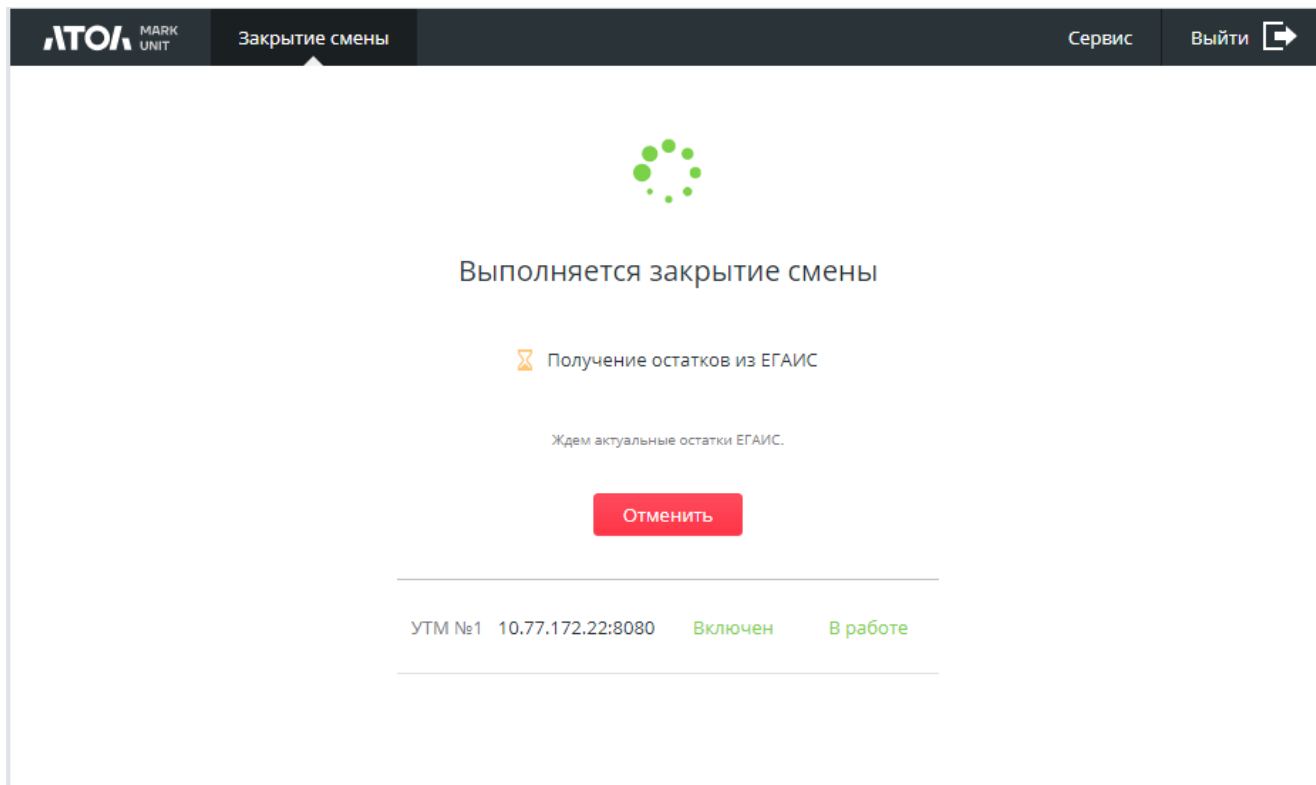 АТОЛ MARK UNIT Закрытие смены Сервис Выйти
Выполняется закрытие смены
Получение остатков из ЕГАИС
Ждем актуальные остатки ЕГАИС.
Отменить
УТМ №1 10.77.172.22:8080 Включен В работе